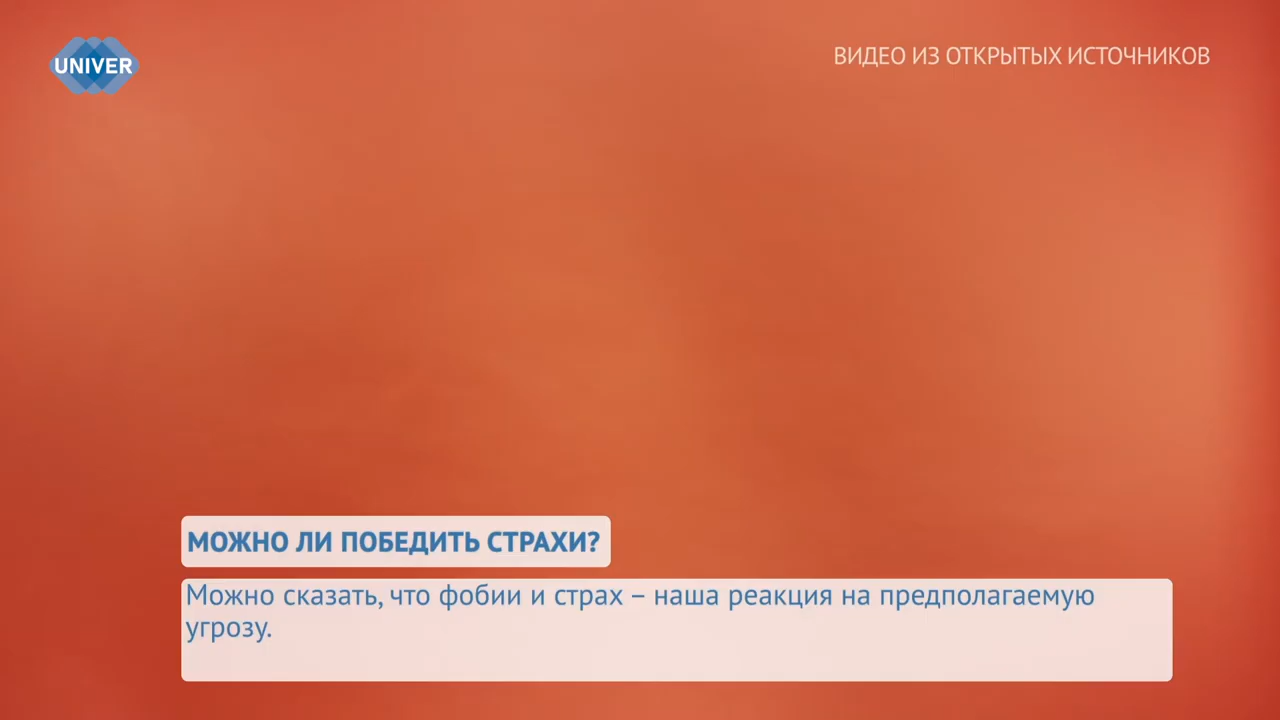 UNIVER
ВИДЕО ИЗ ОТКРЫТЫХ ИСТОЧНИКОВ
МОЖНО ЛИ ПОБЕДИТЬ СТРАХИ?
Можно сказать, что фобии и страх – наша реакция на предполагаемую
угрозу.